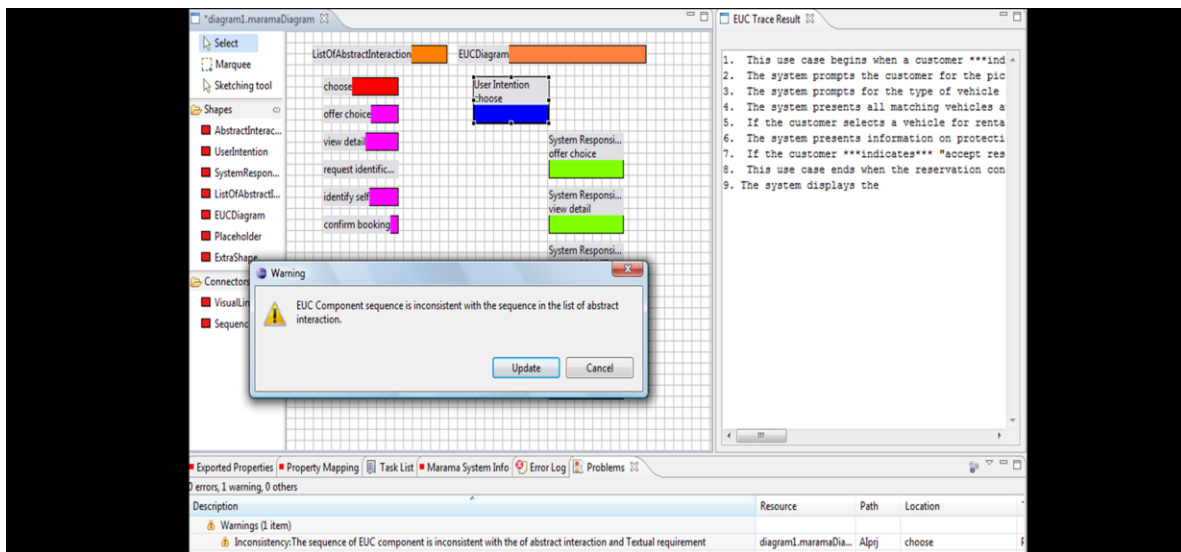 *diagram1.maramaDiagram
Select
Marquee
Sketching tool
Shapes
AbstractInterac...
UserIntention
SystemRespon...
ListOfAbstractI...
EUCDiagram
Placeholder
ExtraShape
Connectors
VisualLin
Sequenc
ListOfAbstractInteraction
EUCDiagram
choose
offer choice
view detail
request identific...
identify self
confirm booking
User Intention
choose
System Responsi...
offer choice
System Responsi...
view detail
System Responsi...
EUC Trace Result
1. This use case begins when a customer ***ind
2. The system prompts the customer for the pic
3. The system prompts for the type of vehicle
4. The system presents all matching vehicles a
5. If the customer selects a vehicle for renta
6. The system presents information on protecti
7. If the customer ***indicates*** "accept res
8. This use case ends when the reservation con
9. The system displays the
Warning
EUC Component sequence is inconsistent with the sequence in the list of abstract
interaction.
Update Cancel
Exported Properties Property Mapping Task List Marama System Info Error Log Problems
0 errors, 1 warning, 0 others
Description Resource Path Location
Warnings (1 item)
Inconsistency:The sequence of EUC component is inconsistent with the of abstract interaction and Textual requirement diagram1.maramaDia... AIprj choose